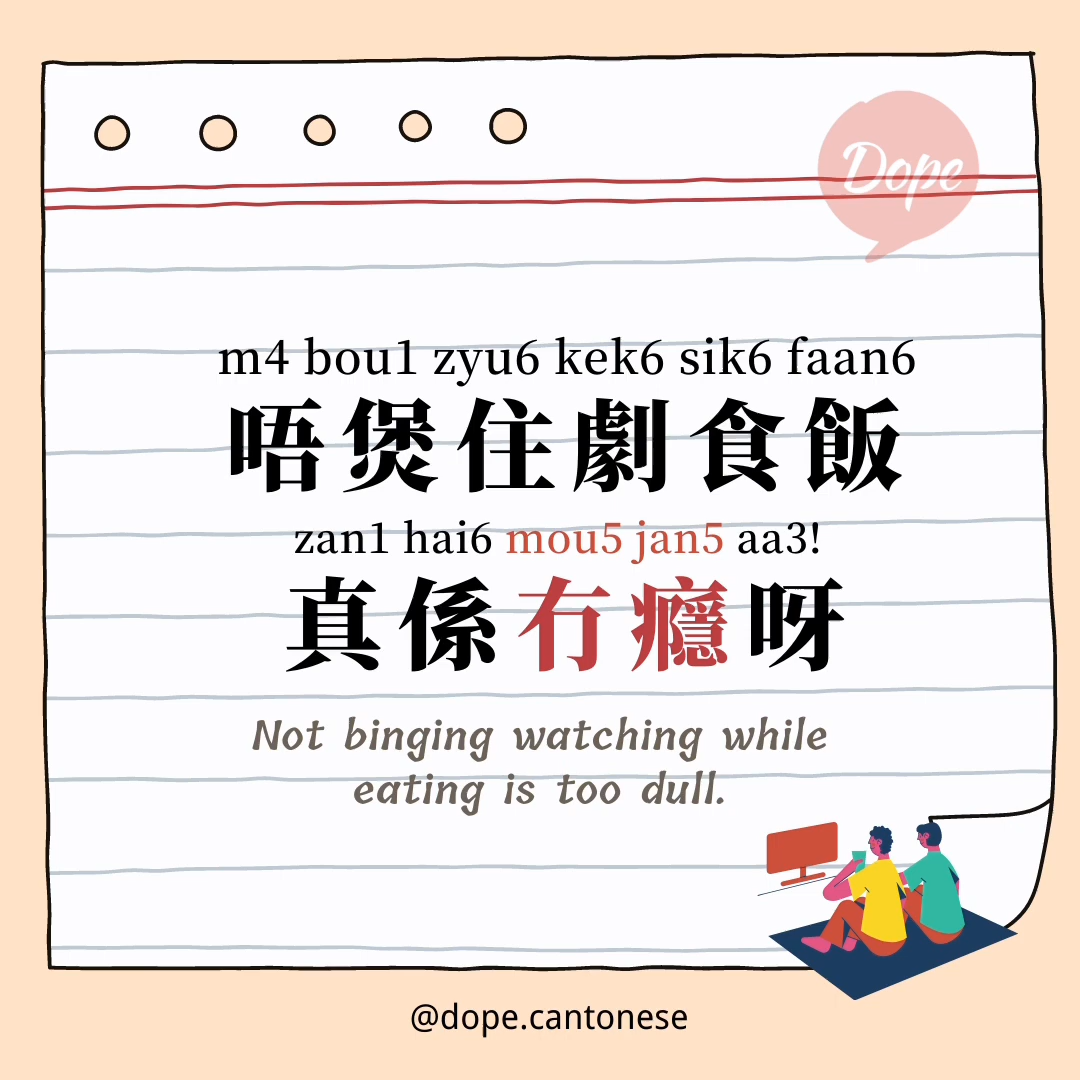 Dope
m4 bou1 zyu6 kek6 sik6 faan6
唔煲住劇食飯
zan1 hai6 mou5 jan5 aa3!
真係冇癮呀
Not binging watching while
eating is too dull.
@dope.cantonese